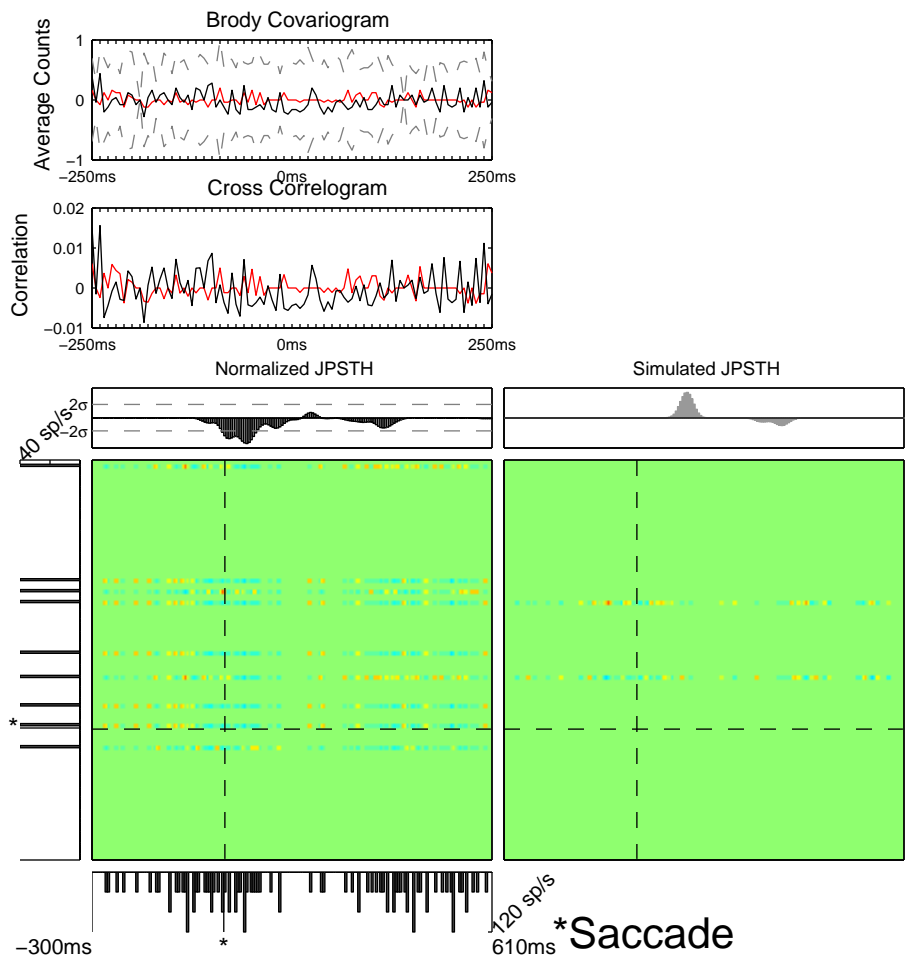 Brody Covariogram
Average Counts
1
0
−1
−250ms
0ms
250ms
Cross Correlogram
Correlation
0.02
0.01
0
−0.01
−250ms
0ms
250ms
Normalized JPSTH
Simulated JPSTH
40 sp/s
2σ
−2σ
*
*
120 sp/s
−300ms
610ms
*Saccade